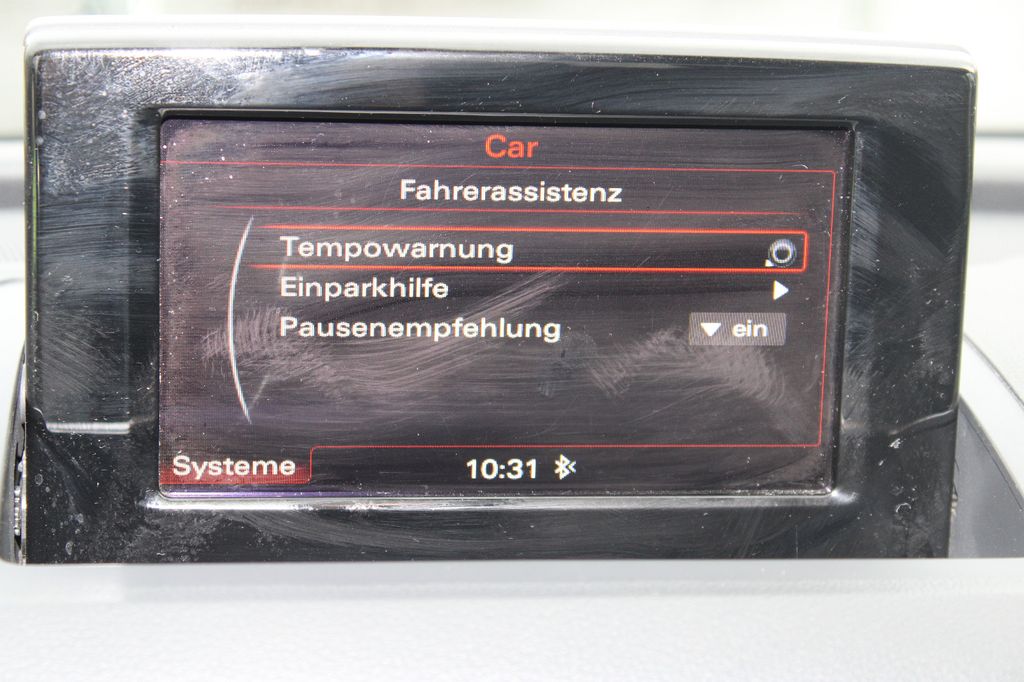 Car
Fahrerassistenz
Tempowarnung
Einparkhilfe
Pausenempfehlung ein
Systeme 10:31